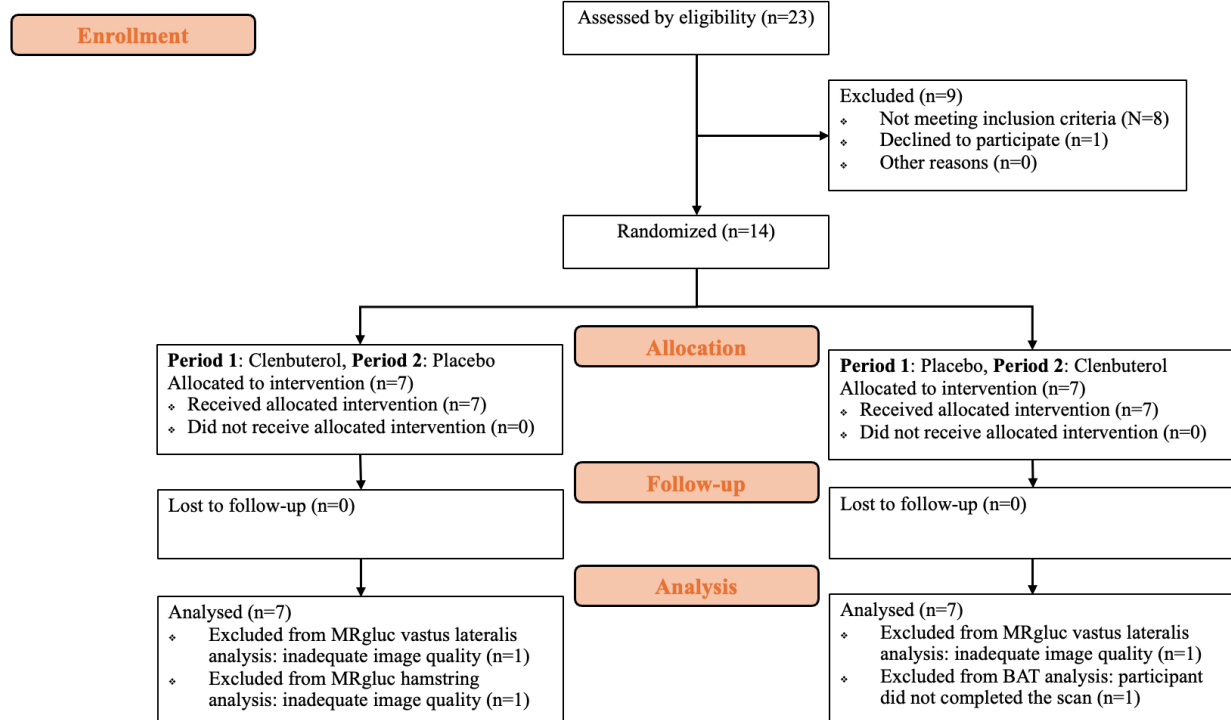 Enrollment
Assessed by eligibility (n=23)
Excluded (n=9)
❖ Not meeting inclusion criteria (N=8)
❖ Declined to participate (n=1)
❖ Other reasons (n=0)
Randomized (n=14)
Allocation
Period 1: Clenbuterol, Period 2: Placebo
Allocated to intervention (n=7)
❖ Received allocated intervention (n=7)
❖ Did not receive allocated intervention (n=0)
Period 1: Placebo, Period 2: Clenbuterol
Allocated to intervention (n=7)
❖ Received allocated intervention (n=7)
❖ Did not receive allocated intervention (n=0)
Follow-up
Lost to follow-up (n=0)
Lost to follow-up (n=0)
Analysis
Analysed (n=7)
❖ Excluded from MRgluc vastus lateralis
analysis: inadequate image quality (n=1)
❖ Excluded from MRgluc hamstring
analysis: inadequate image quality (n=1)
Analysed (n=7)
❖ Excluded from MRgluc vastus lateralis
analysis: inadequate image quality (n=1)
❖ Excluded from BAT analysis: participant
did not completed the scan (n=1)